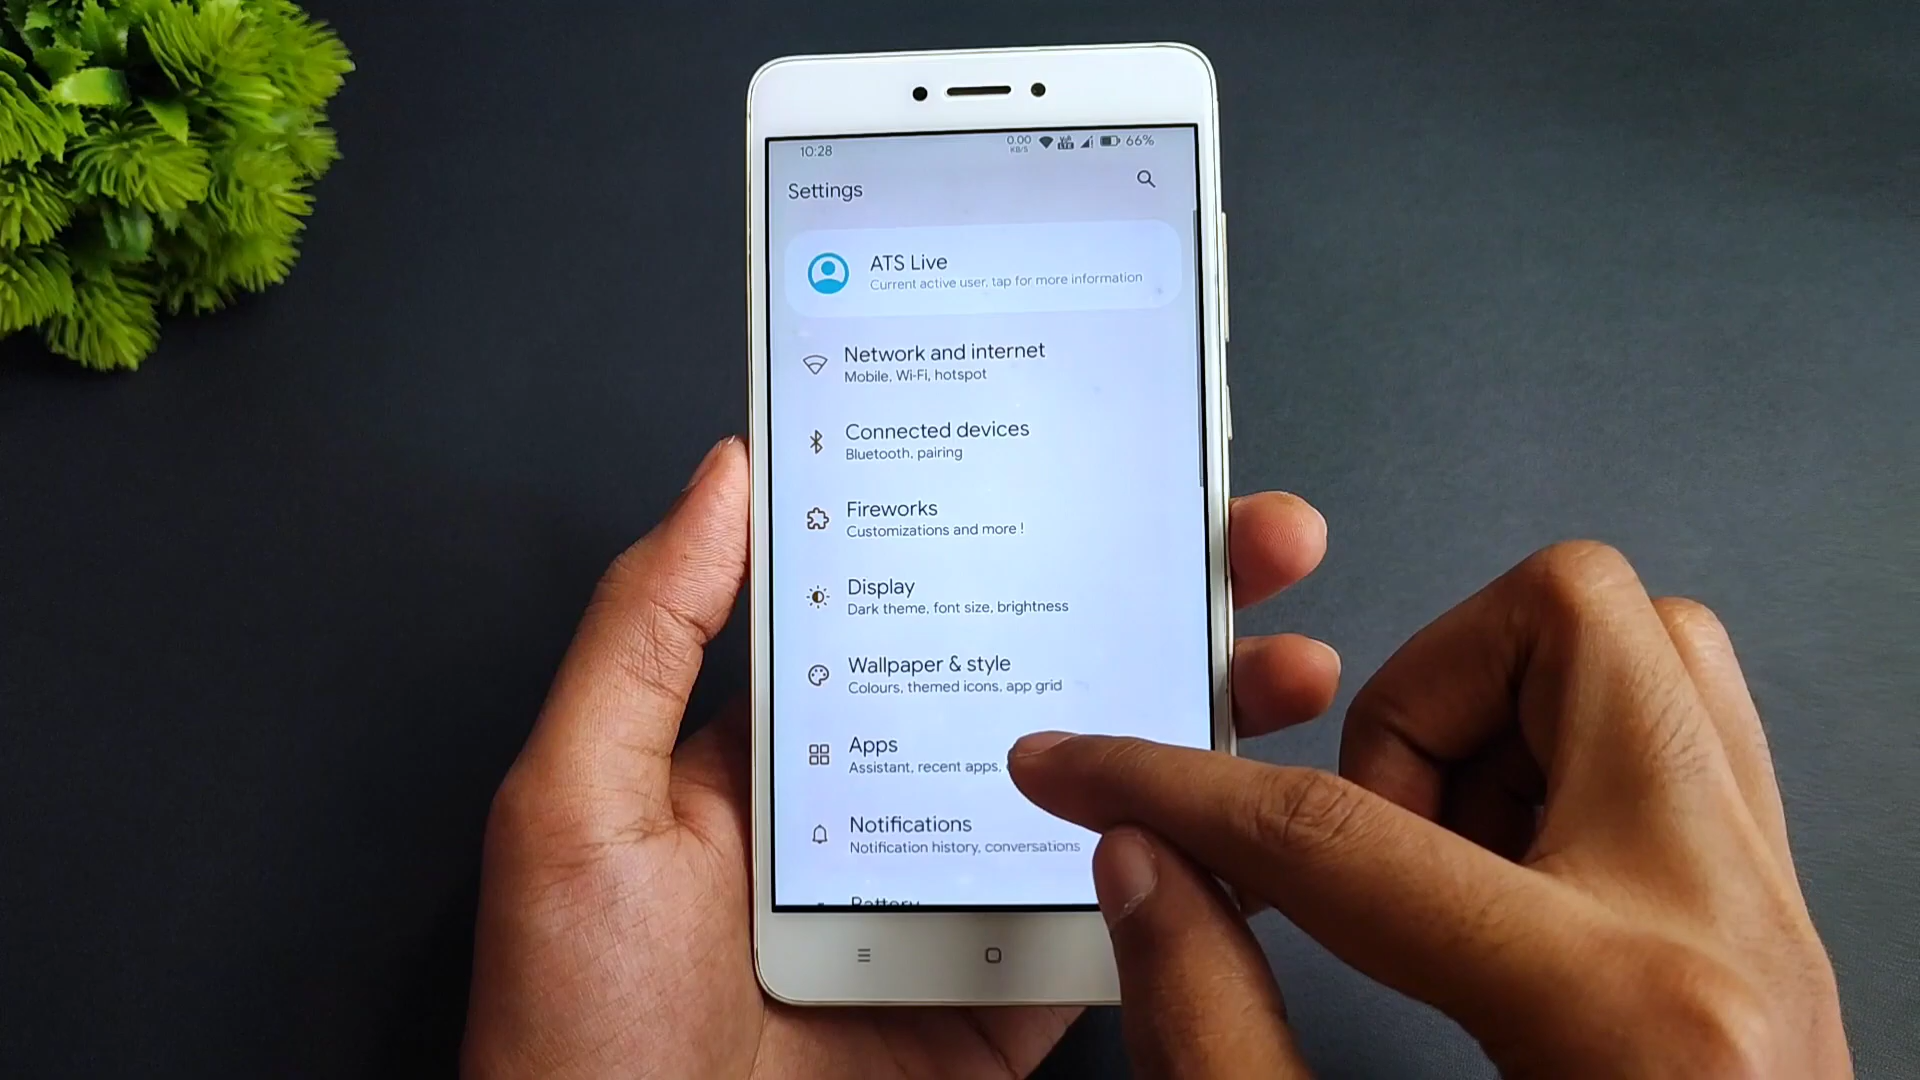 10:28
0.00
KB/S
66%
Settings
ATS Live
Current active user, tap for more information
Network and internet
Mobile, Wi-Fi, hotspot
Connected devices
Bluetooth, pairing
Fireworks
Customizations and more !
Display
Dark theme, font size, brightness
Wallpaper & style
Colours, themed icons, app grid
Apps
Assistant, recent apps,
Notifications
Notification history, conversations
Battery